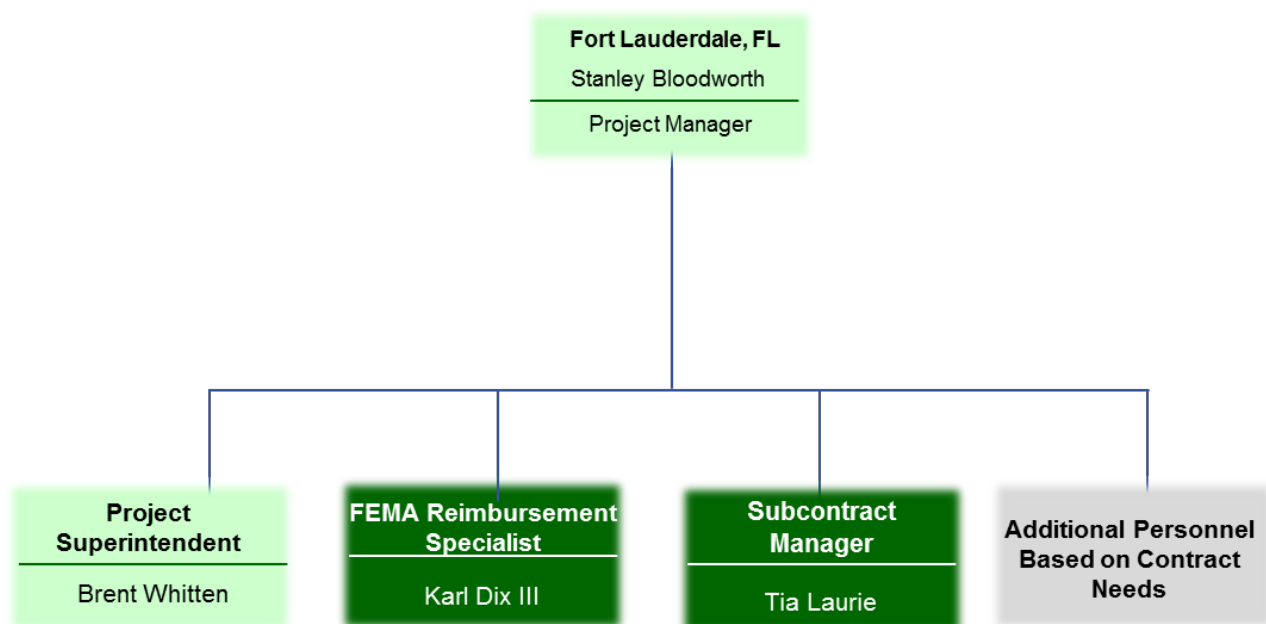 Fort Lauderdale, FL
Stanley Bloodworth
Project Manager
Project
Superintendent
Brent Whitten
FEMA Reimbursement
Specialist
Karl Dix III
Subcontract
Manager
Tia Laurie
Additional Personnel
Based on Contract
Needs